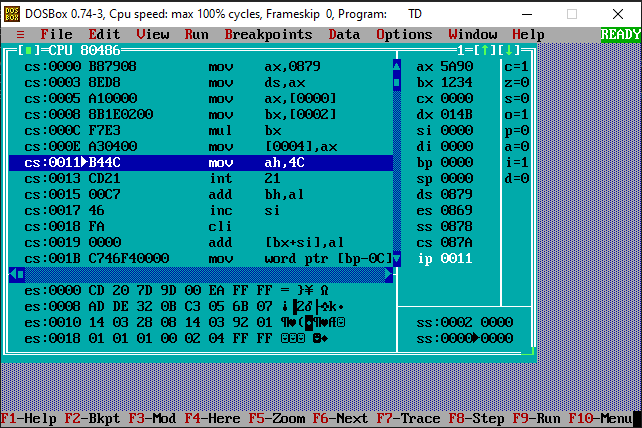 DOSBox 0.74-3, Cpu speed: max 100% cycles, Frameskip 0, Program: TD
≡ File Edit View Run Breakpoints Data Options Window Help READY
[■]=CPU 80486 1=[↑][↓]
cs:0000 B87908 mov ax,0879 ax 5A90 c=1
cs:0003 8ED8 mov ds,ax bx 1234 z=0
cs:0005 A10000 mov ax,[0000] cx 0000 s=0
cs:0008 8B1E0200 mov bx,[0002] dx 014B o=1
cs:000C F7E3 mul bx si 0000 p=0
cs:000E A30400 mov [0004],ax di 0000 a=0
cs:0011►B44C mov ah,4C bp 0000 i=1
cs:0013 CD21 int 21 sp 0000 d=0
cs:0015 00C7 add bh,al ds 0879
cs:0017 46 inc si es 0869
cs:0018 FA cli ss 0878
cs:0019 0000 add [bx+si],al cs 087A
cs:001B C746F40000 mov word ptr [bp-0C] ip 0011
es:0000 CD 20 7D 9D 00 EA FF FF = }¥ Ω
es:0008 AD DE 32 0B C3 05 6B 07 ¡▐2♂├♣k•
es:0010 14 03 28 08 14 03 92 01 ¶♥(◘¶♥Æ☺ ss:0002 0000
es:0018 01 01 01 00 02 04 FF FF ☺☺☺ ☻♦ ss:0000►0000
F1-Help F2-Bkpt F3-Mod F4-Here F5-Zoom F6-Next F7-Trace F8-Step F9-Run F10-Menu